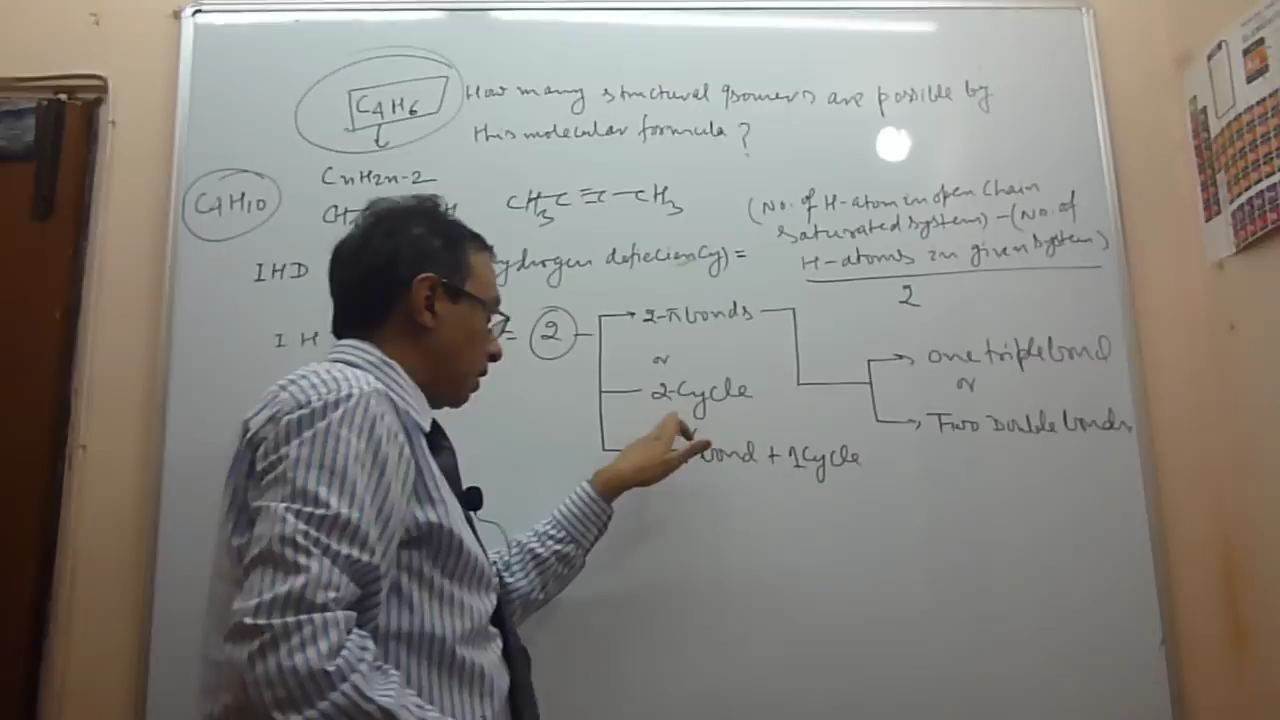 C4H6 How many structural isomers are possible by
this molecular formula?
CnH2n-2
C4H10
CH3-C≡C-CH3
(No. of H-atom in open chain
saturated system) - (No. of
H-atoms in given system)
2
IHD ydrogen deficiency) =
IH = 2
2-π bonds
or
2-Cycle
bond + 1 Cycle
one triple bond
or
Two Double bonds